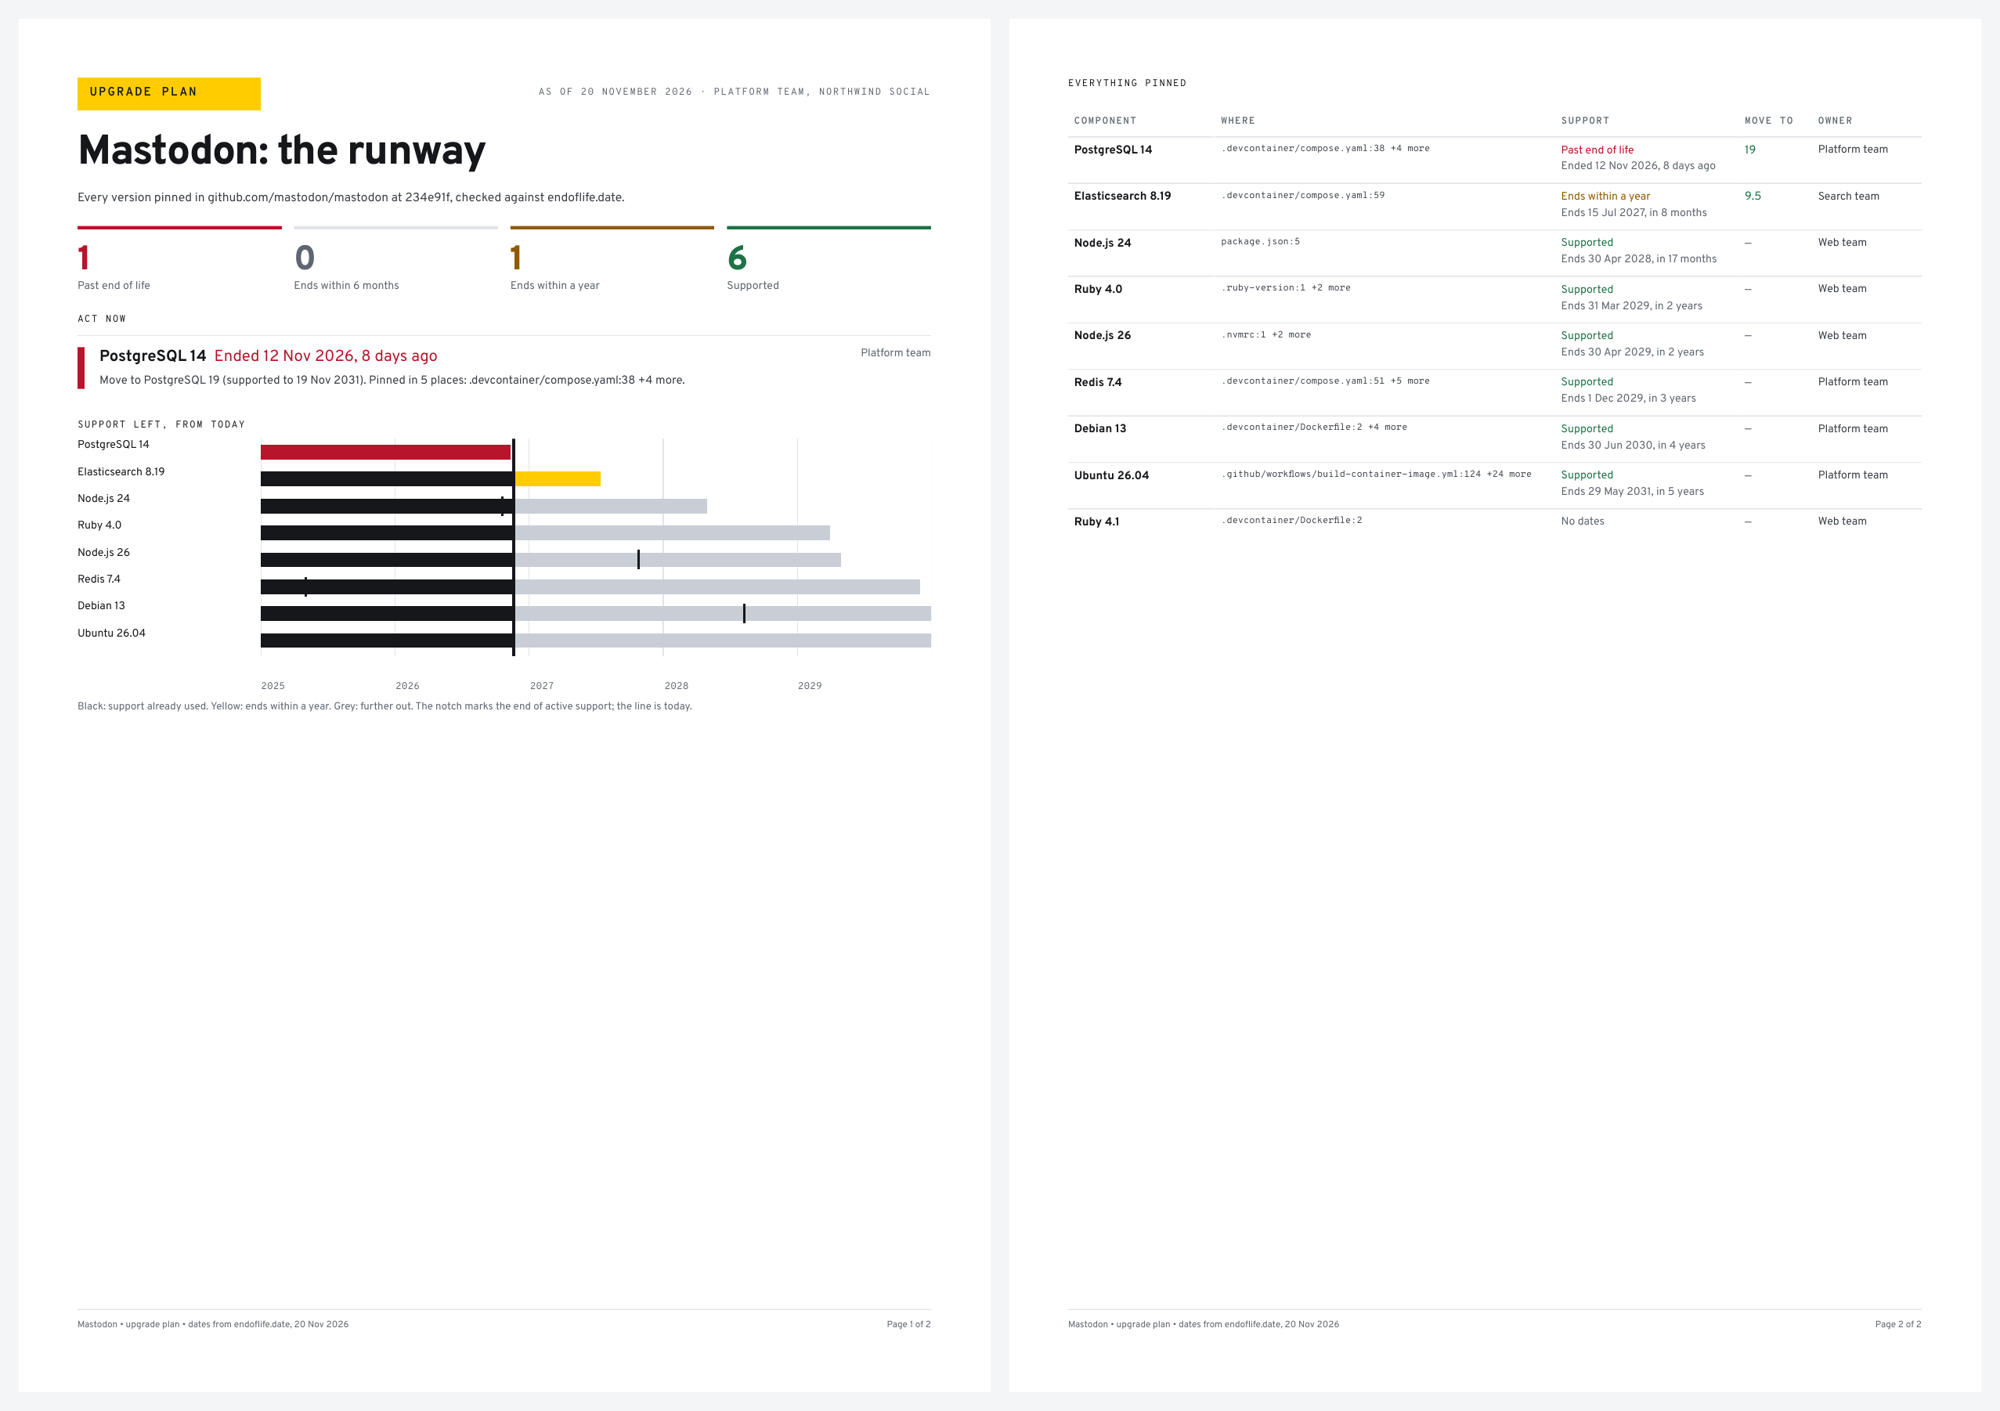 UPGRADE PLAN
AS OF 20 NOVEMBER 2026 · PLATFORM TEAM, NORTHWIND SOCIAL
Mastodon: the runway
Every version pinned in github.com/mastodon/mastodon at 234e91f, checked against endoflife.date.
1
Past end of life
0
Ends within 6 months
1
Ends within a year
6
Supported
ACT NOW
PostgreSQL 14 Ended 12 Nov 2026, 8 days ago
Platform team
Move to PostgreSQL 19 (supported to 19 Nov 2031). Pinned in 5 places: .devcontainer/compose.yaml:38 +4 more.
SUPPORT LEFT, FROM TODAY
PostgreSQL 14
Elasticsearch 8.19
Node.js 24
Ruby 4.0
Node.js 26
Redis 7.4
Debian 13
Ubuntu 26.04
2025 2026 2027 2028 2029
Black: support already used. Yellow: ends within a year. Grey: further out. The notch marks the end of active support; the line is today.
Mastodon • upgrade plan • dates from endoflife.date, 20 Nov 2026
Page 1 of 2
EVERYTHING PINNED
COMPONENT WHERE SUPPORT MOVE TO OWNER
PostgreSQL 14 .devcontainer/compose.yaml:38 +4 more Past end of life 19 Platform team
Ended 12 Nov 2026, 8 days ago
Elasticsearch 8.19 .devcontainer/compose.yaml:59 Ends within a year 9.5 Search team
Ends 15 Jul 2027, in 8 months
Node.js 24 package.json:5 Supported — Web team
Ends 30 Apr 2028, in 17 months
Ruby 4.0 .ruby-version:1 +2 more Supported — Web team
Ends 31 Mar 2029, in 2 years
Node.js 26 .nvmrc:1 +2 more Supported — Web team
Ends 30 Apr 2029, in 2 years
Redis 7.4 .devcontainer/compose.yaml:51 +5 more Supported — Platform team
Ends 1 Dec 2029, in 3 years
Debian 13 .devcontainer/Dockerfile:2 +4 more Supported — Platform team
Ends 30 Jun 2030, in 4 years
Ubuntu 26.04 .github/workflows/build-container-image.yml:124 +24 more Supported — Platform team
Ends 29 May 2031, in 5 years
Ruby 4.1 .devcontainer/Dockerfile:2 No dates — Web team
Mastodon • upgrade plan • dates from endoflife.date, 20 Nov 2026
Page 2 of 2